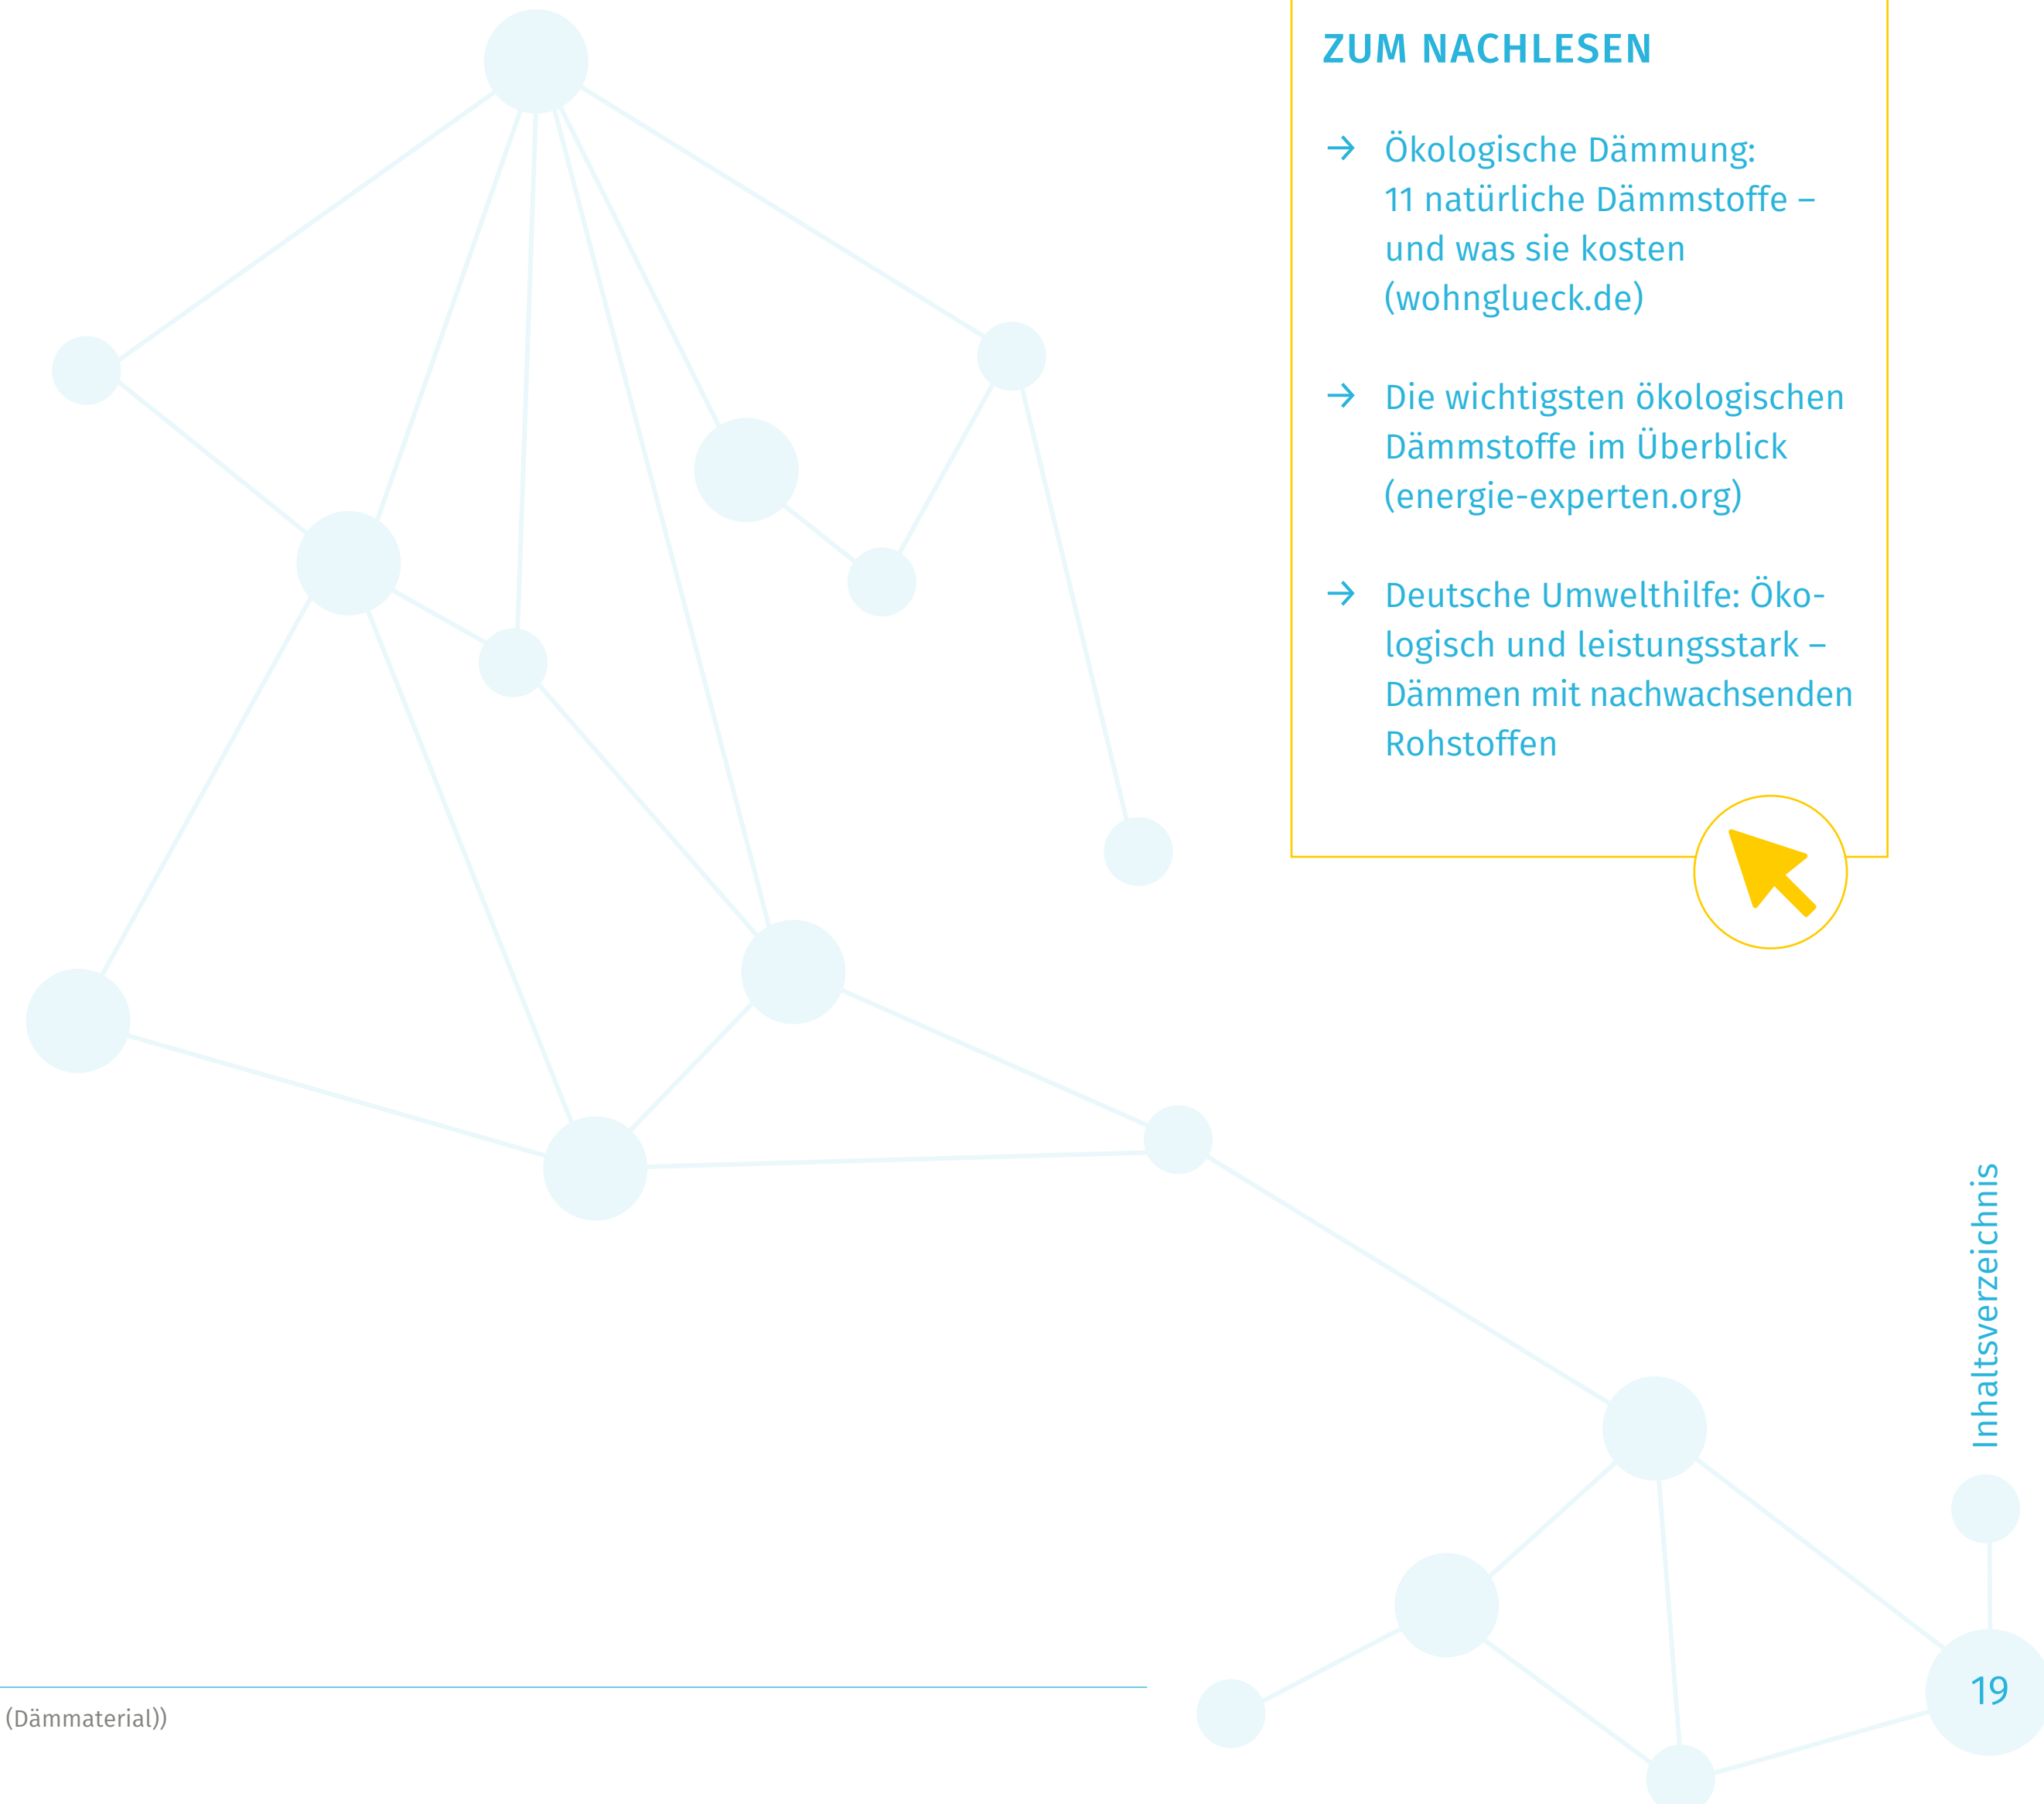 ZUM NACHLESEN
→ Ökologische Dämmung:
11 natürliche Dämmstoffe –
und was sie kosten
(wohnglueck.de)
→ Die wichtigsten ökologischen
Dämmstoffe im Überblick
(energie-experten.org)
→ Deutsche Umwelthilfe: Öko-
logisch und leistungsstark –
Dämmen mit nachwachsenden
Rohstoffen
Inhaltsverzeichnis
19
(Dämmaterial))